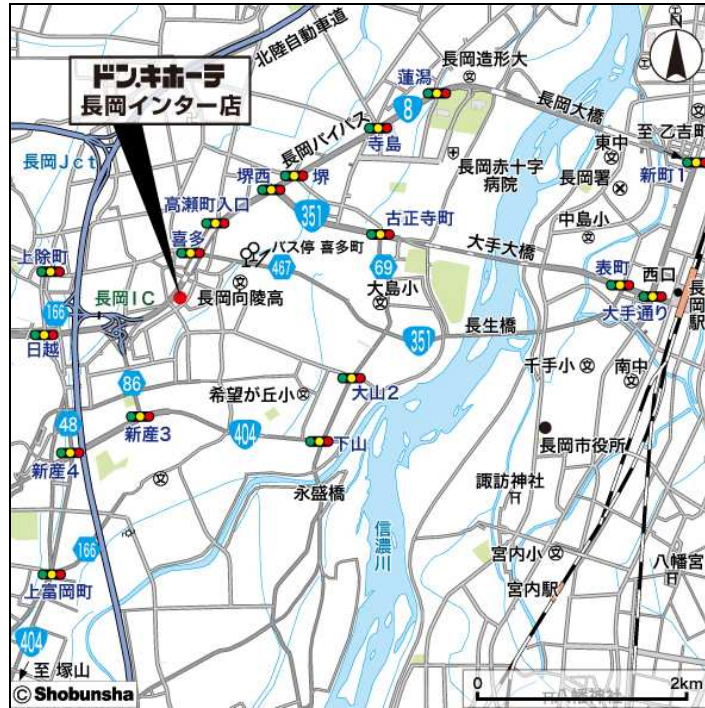 北陸自動車道
ドン.キホーテ
長岡インター店
長岡造形大
N
蓮潟
8
長岡大橋
至 乙吉町
東中
新町1
寺島
長岡バイパス
長岡Jct
長岡赤十字
病院
長岡署
堺西
堺
高瀬町入口
351
古正寺町
中島小
喜多
バス停 喜多町
大手大橋
上除町
467
69
大島小
表町
西口
長岡駅
大手通り
166
長岡IC
長岡向陵高
日越
351
長生橋
千手小
南中
86
希望が丘小
大山2
48
新産3
404
下山
長岡市役所
新産4
永盛橋
諏訪神社
信濃川
宮内小
166
八幡宮
宮内駅
上富岡町
404
至 塚山
© Shobunsha
0
2km
八幡神社